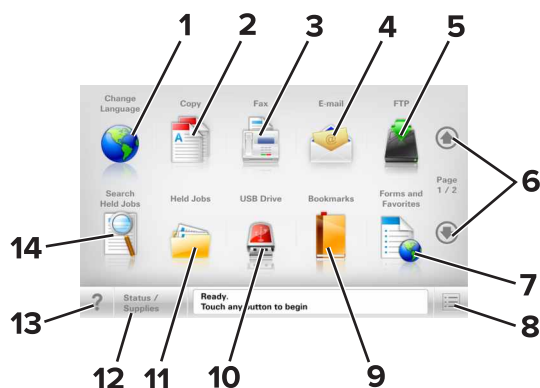 1
2
3
4
5
Change
Language
Copy
Fax
E-mail
FTP
6
Page
1 / 2
Search
Held Jobs
Held Jobs
USB Drive
Bookmarks
Forms and
Favorites
14
7
?
Status /
Supplies
Ready.
Touch any button to begin
13
12
11
10
9
8